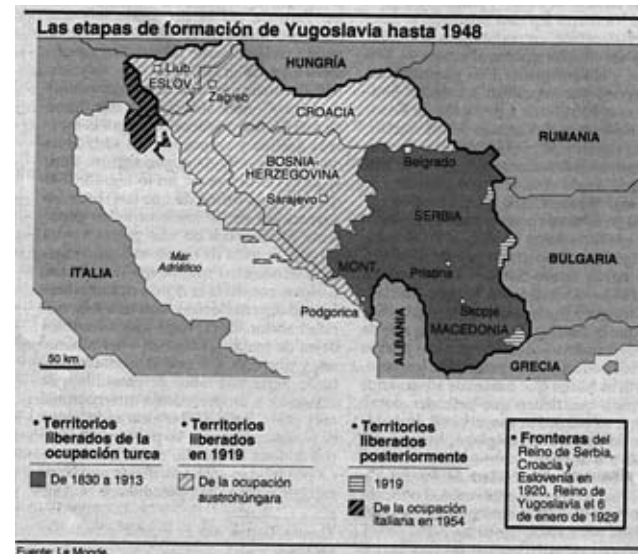 Las etapas de formación de Yugoslavia hasta 1948
HUNGRÍA
Liub.
ESLOV.
Zagreb
CROACIA
RUMANIA
BOSNIA-
HERZEGOVINA
Belgrado
Sarajevo
SERBIA
Mar
Adriático
ITALIA
MONT.
Pristina
BULGARIA
Podgorica
Skopje
MACEDONIA
ALBANIA
GRECIA
50 km
• Territorios
liberados de la
ocupación turca
De 1830 a 1913
• Territorios
liberados
en 1919
De la ocupación
austrohúngara
• Territorios
liberados
posteriormente
1919
De la ocupación
italiana en 1954
• Fronteras del
Reino de Serbia,
Croacia y
Eslovenia en
1920, Reino de
Yugoslavia el 6
de enero de 1929
Fuente: Le Monde